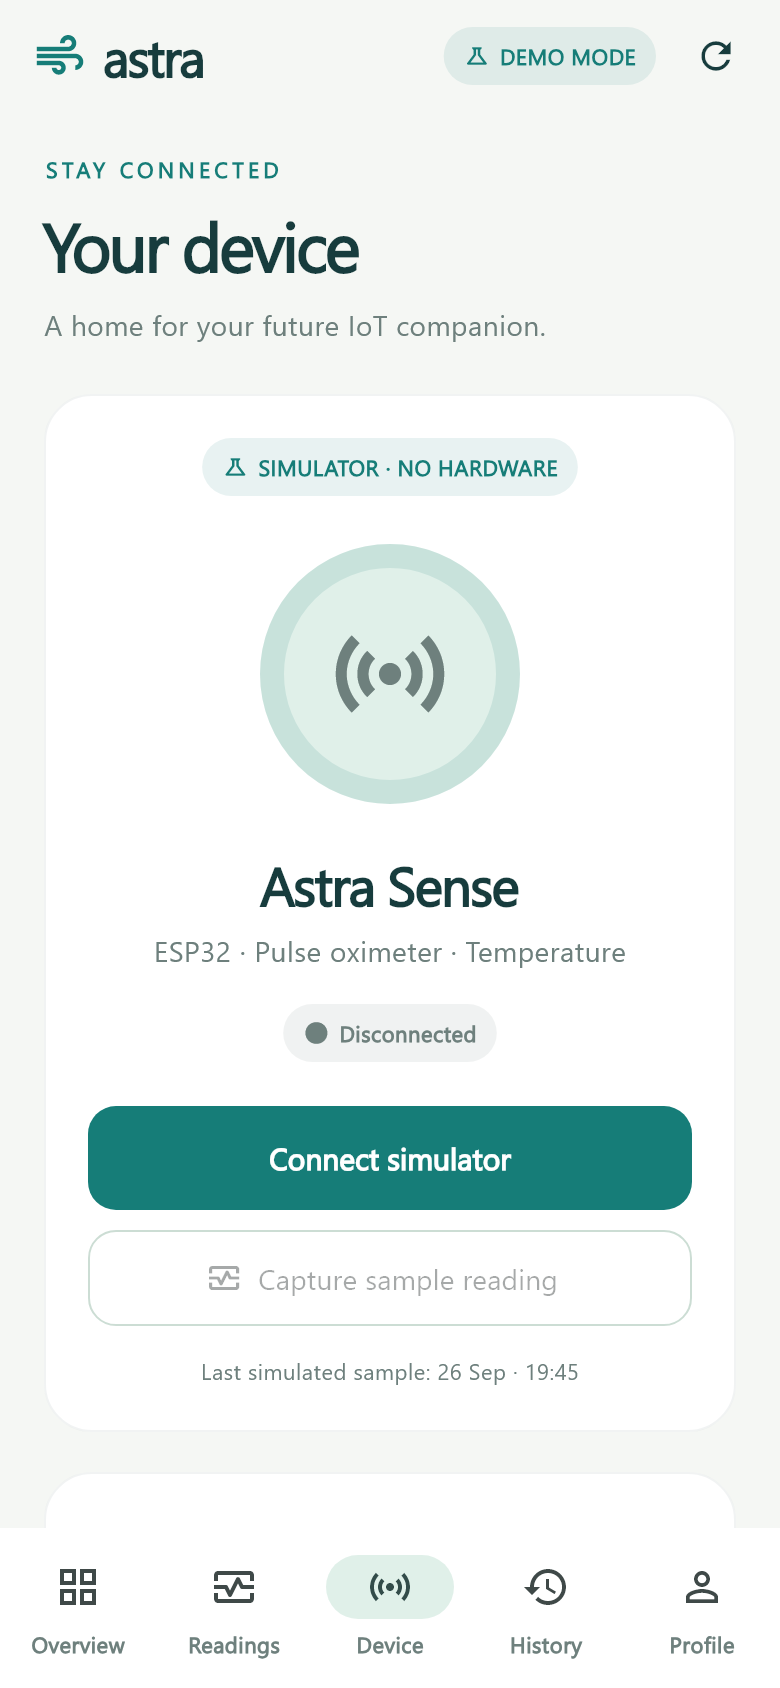 astra
DEMO MODE
STAY CONNECTED
Your device
A home for your future IoT companion.
SIMULATOR · NO HARDWARE
Astra Sense
ESP32 · Pulse oximeter · Temperature
Disconnected
Connect simulator
Capture sample reading
Last simulated sample: 26 Sep · 19:45
Overview
Readings
Device
History
Profile